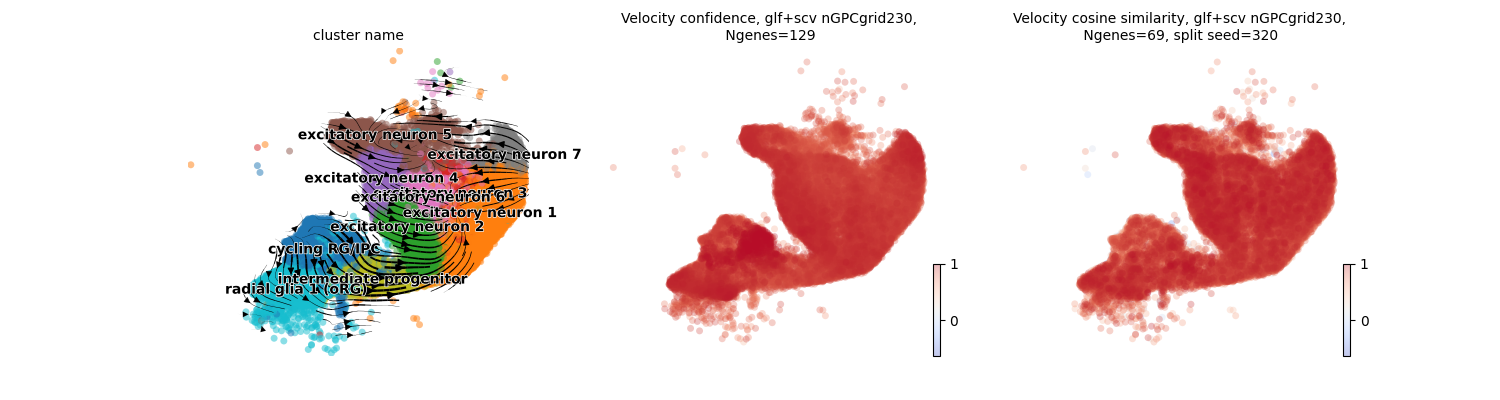 cluster name
excitatory neuron 5
excitatory neuron 7
excitatory neuron 4
excitatory neuron 3
excitatory neuron 6
excitatory neuron 1
excitatory neuron 2
cycling RG/IPC
intermediate progenitor
radial glia 1 (oRG)
Velocity confidence, glf+scv nGPCgrid230,
Ngenes=129
1
0
Velocity cosine similarity, glf+scv nGPCgrid230,
Ngenes=69, split seed=320
1
0